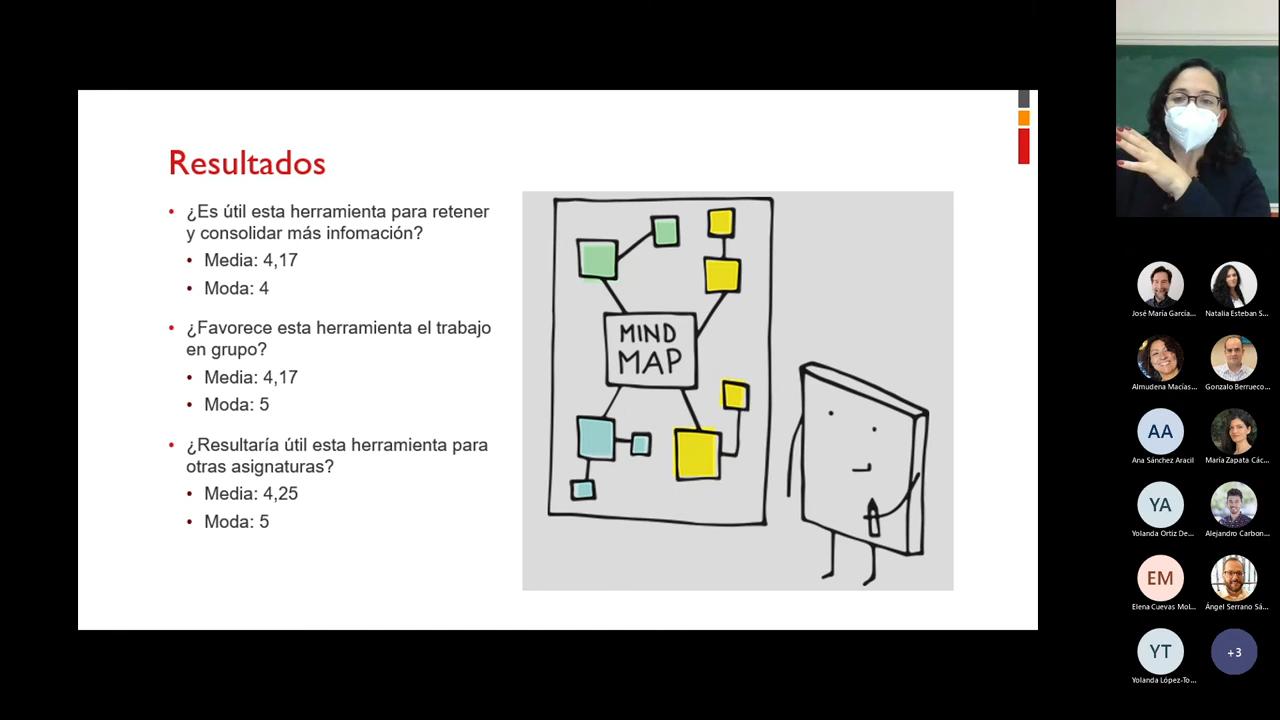 Resultados
¿Es útil esta herramienta para retener
y consolidar más infomación?
Media: 4,17
Moda: 4
¿Favorece esta herramienta el trabajo
en grupo?
Media: 4,17
Moda: 5
¿Resultaría útil esta herramienta para
otras asignaturas?
Media: 4,25
Moda: 5
MIND
MAP
José María García...
Natalia Esteban S...
Almudena Macías...
Gonzalo Berrueco...
AA
Ana Sánchez Aracil
María Zapata Các...
YA
Yolanda Ortiz De...
Alejandro Carbon...
EM
Elena Cuevas Mol...
Ángel Serrano Sá...
YT
Yolanda López-To...
+3